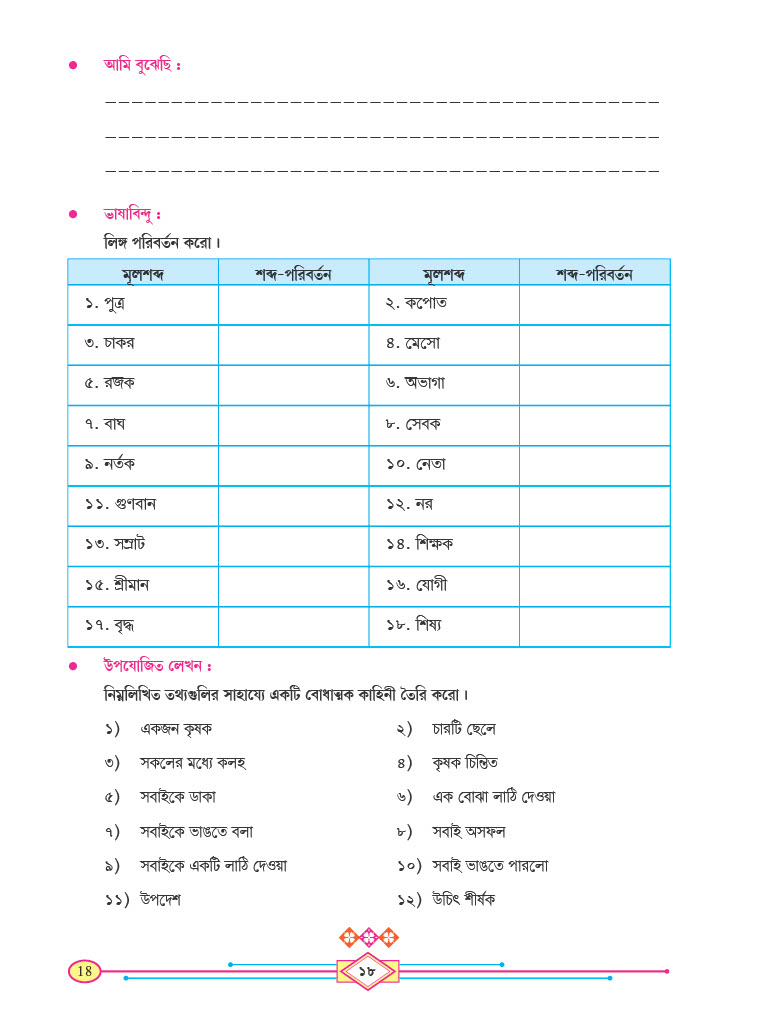 আমি বুঝেছি :
ভাষাবিন্দু :
লিঙ্গ পরিবর্তন করো ।
মূলশব্দ শব্দ-পরিবর্তন মূলশব্দ শব্দ-পরিবর্তন
১. পুত্র ২. কপোত
৩. চাকর ৪. মেসো
৫. রজক ৬. অভাগা
৭. বাঘ ৮. সেবক
৯. নর্তক ১০. নেতা
১১. গুণবান ১২. নর
১৩. সম্রাট ১৪. শিক্ষক
১৫. শ্রীমান ১৬. যোগী
১৭. বৃদ্ধ ১৮. শিষ্য
উপযোজিত লেখন :
নিম্নলিখিত তথ্যগুলির সাহায্যে একটি বোধাত্মক কাহিনী তৈরি করো ।
১) একজন কৃষক ২) চারটি ছেলে
৩) সকলের মধ্যে কলহ ৪) কৃষক চিন্তিত
৫) সবাইকে ডাকা ৬) এক বোঝা লাঠি দেওয়া
৭) সবাইকে ভাঙতে বলা ৮) সবাই অসফল
৯) সবাইকে একটি লাঠি দেওয়া ১০) সবাই ভাঙতে পারলো
১১) উপদেশ ১২) উচিৎ শীর্ষক
18 ১৮